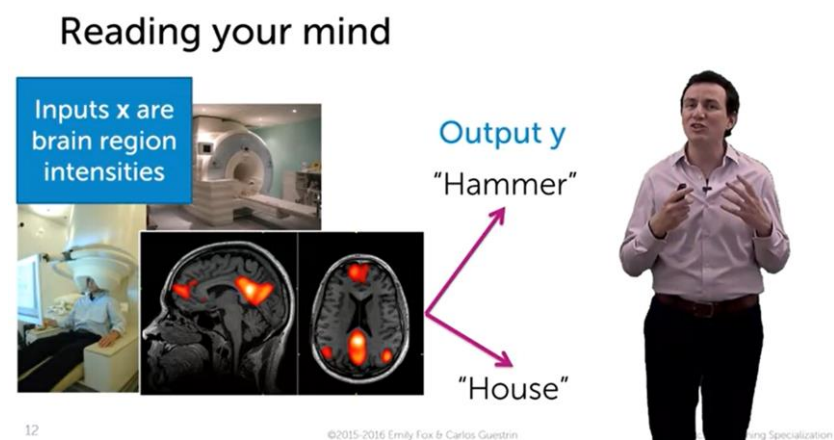 Reading your mind
Inputs x are
brain region
intensities
Output y
“Hammer”
“House”
12
©2015-2016 Emily Fox & Carlos Guestrin
Specialization